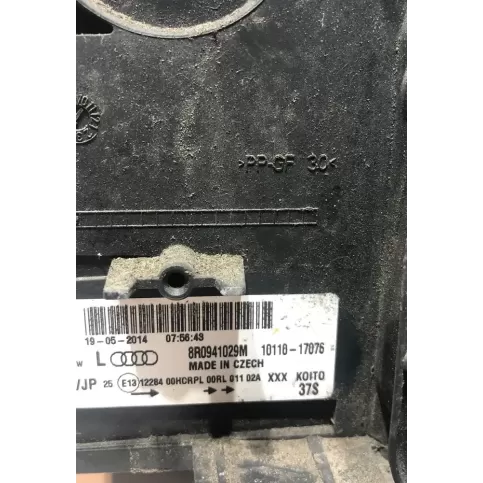 >PP-GF 30<
19-05-2014 07:56:43
W L 8R0941029M 10110-17076
MADE IN CZECH
/JP 25 E13 12284 00HCRPL 00RL 011 02A XXX KOITO
37S